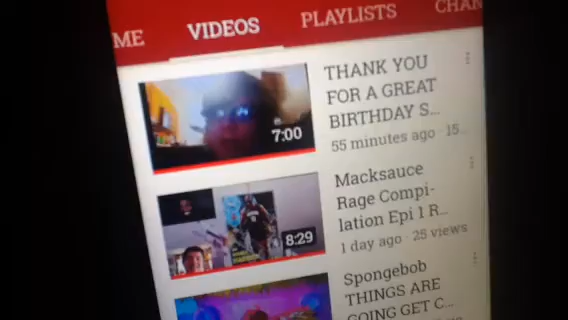 ME VIDEOS PLAYLISTS CHAN
THANK YOU
FOR A GREAT
BIRTHDAY S...
7:00
55 minutes ago · 15...
Macksauce
Rage Compi-
lation Epi 1 R...
8:29
1 day ago · 25 views
Spongebob
THINGS ARE
GOING GET C...